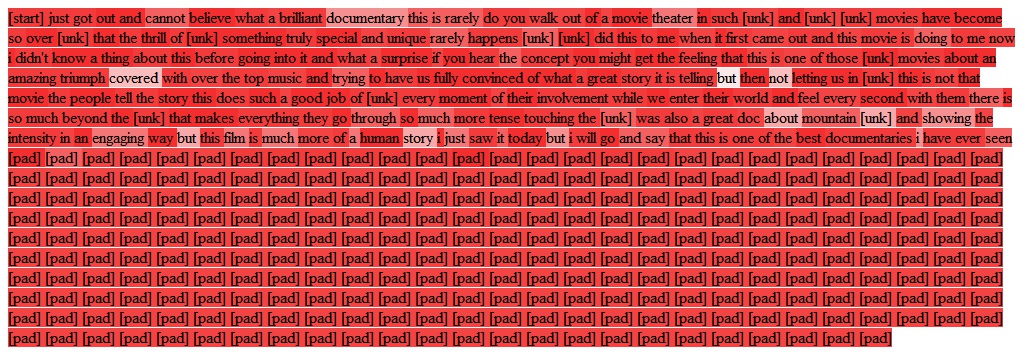 [start] just got out and cannot believe what a brilliant documentary this is rarely do you walk out of a movie theater in such [unk] and [unk] [unk] movies have become
so over [unk] that the thrill of [unk] something truly special and unique rarely happens [unk] [unk] did this to me when it first came out and this movie is doing to me now
i didn't know a thing about this before going into it and what a surprise if you hear the concept you might get the feeling that this is one of those [unk] movies about an
amazing triumph covered with over the top music and trying to have us fully convinced of what a great story it is telling but then not letting us in [unk] this is not that
movie the people tell the story this does such a good job of [unk] every moment of their involvement while we enter their world and feel every second with them there is
so much beyond the [unk] that makes everything they go through so much more tense touching the [unk] was also a great doc about mountain [unk] and showing the
intensity in an engaging way but this film is much more of a human story i just saw it today but i will go and say that this is one of the best documentaries i have ever seen
[pad] [pad] [pad] [pad] [pad] [pad] [pad] [pad] [pad] [pad] [pad] [pad] [pad] [pad] [pad] [pad] [pad] [pad] [pad] [pad] [pad] [pad] [pad] [pad] [pad] [pad] [pad]
[pad] [pad] [pad] [pad] [pad] [pad] [pad] [pad] [pad] [pad] [pad] [pad] [pad] [pad] [pad] [pad] [pad] [pad] [pad] [pad] [pad] [pad] [pad] [pad] [pad] [pad] [pad]
[pad] [pad] [pad] [pad] [pad] [pad] [pad] [pad] [pad] [pad] [pad] [pad] [pad] [pad] [pad] [pad] [pad] [pad] [pad] [pad] [pad] [pad] [pad] [pad] [pad] [pad] [pad]
[pad] [pad] [pad] [pad] [pad] [pad] [pad] [pad] [pad] [pad] [pad] [pad] [pad] [pad] [pad] [pad] [pad] [pad] [pad] [pad] [pad] [pad] [pad] [pad] [pad] [pad] [pad]
[pad] [pad] [pad] [pad] [pad] [pad] [pad] [pad] [pad] [pad] [pad] [pad] [pad] [pad] [pad] [pad] [pad] [pad] [pad] [pad] [pad] [pad] [pad] [pad] [pad] [pad] [pad]
[pad] [pad] [pad] [pad] [pad] [pad] [pad] [pad] [pad] [pad] [pad] [pad] [pad] [pad] [pad] [pad] [pad] [pad] [pad] [pad] [pad] [pad] [pad] [pad] [pad] [pad] [pad]
[pad] [pad] [pad] [pad] [pad] [pad] [pad] [pad] [pad] [pad] [pad] [pad] [pad] [pad] [pad] [pad] [pad] [pad] [pad] [pad] [pad] [pad] [pad] [pad] [pad] [pad] [pad]
[pad] [pad] [pad] [pad] [pad] [pad] [pad] [pad] [pad] [pad] [pad] [pad] [pad] [pad] [pad] [pad] [pad] [pad] [pad] [pad] [pad] [pad] [pad] [pad] [pad] [pad] [pad]
[pad] [pad] [pad] [pad] [pad] [pad] [pad] [pad] [pad] [pad] [pad] [pad] [pad] [pad] [pad] [pad] [pad] [pad] [pad] [pad] [pad] [pad] [pad] [pad] [pad] [pad] [pad]
[pad] [pad] [pad] [pad] [pad] [pad] [pad] [pad] [pad] [pad] [pad] [pad] [pad] [pad] [pad] [pad] [pad] [pad] [pad] [pad] [pad] [pad] [pad] [pad]